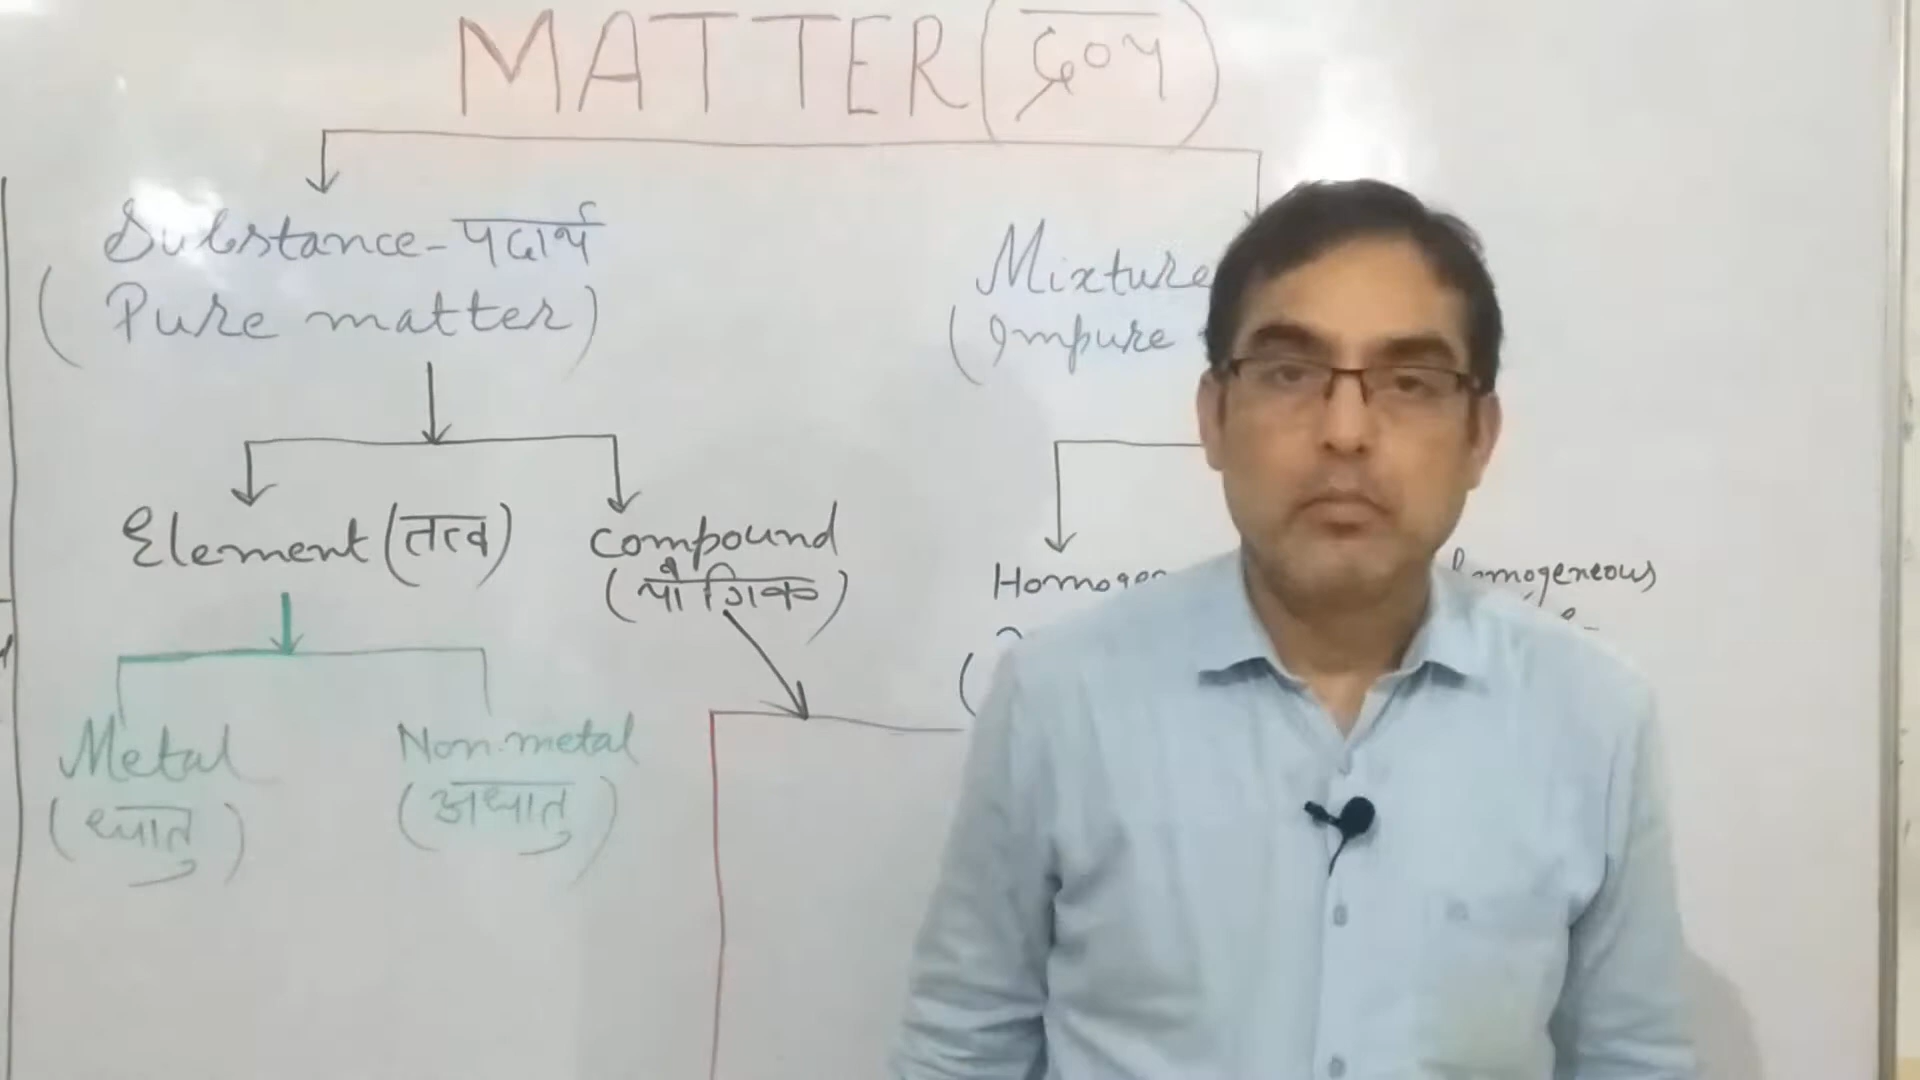 MATTER (द्रव्य)
Substance - पदार्थ
(Pure matter)
Mixture
(Impure
Element (तत्व)
Compound
(यौगिक)
Metal
(धातु)
Non-metal
(अधातु)